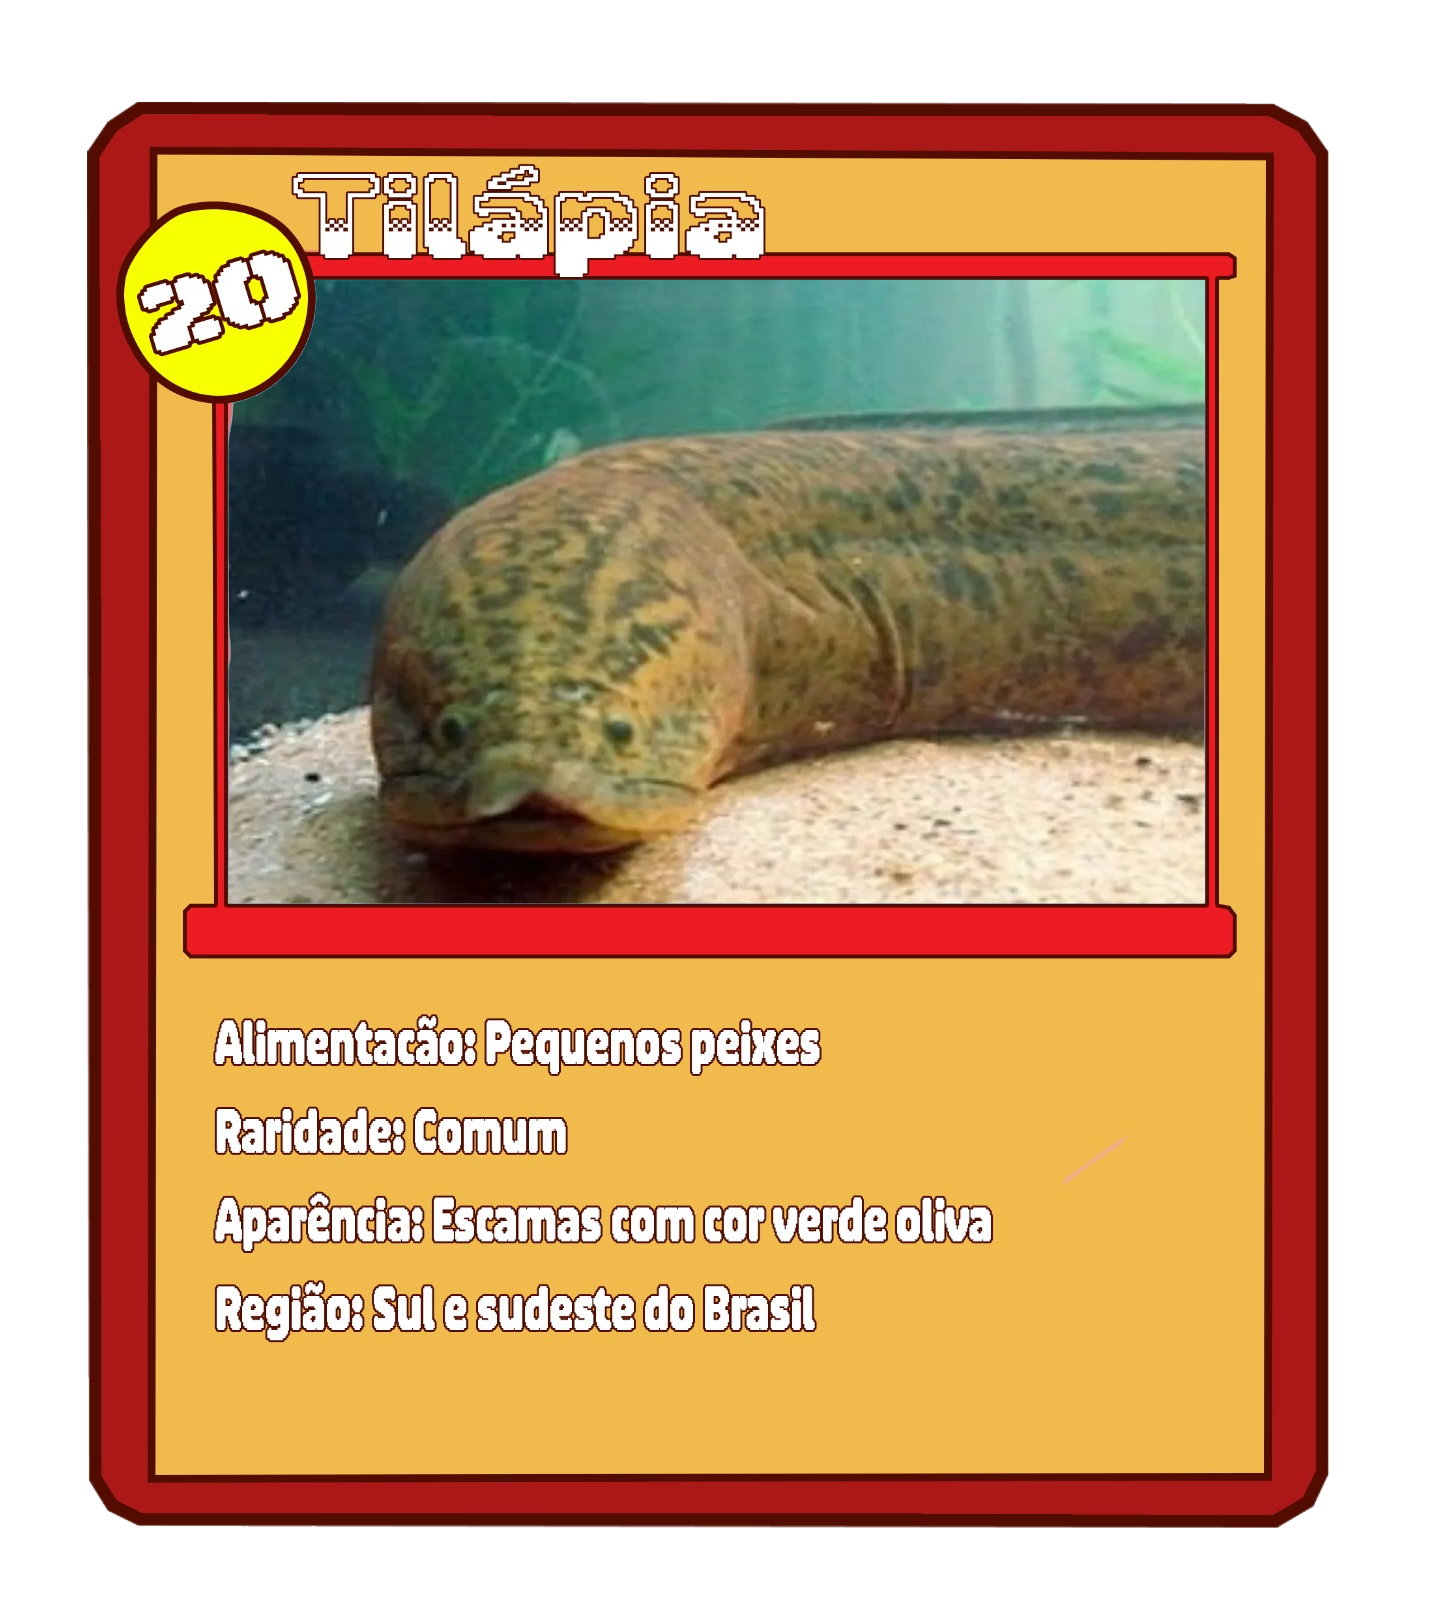 Tilápia
20
Alimentacão: Pequenos peixes
Raridade: Comum
Aparência: Escamas com cor verde oliva
Região: Sul e sudeste do Brasil